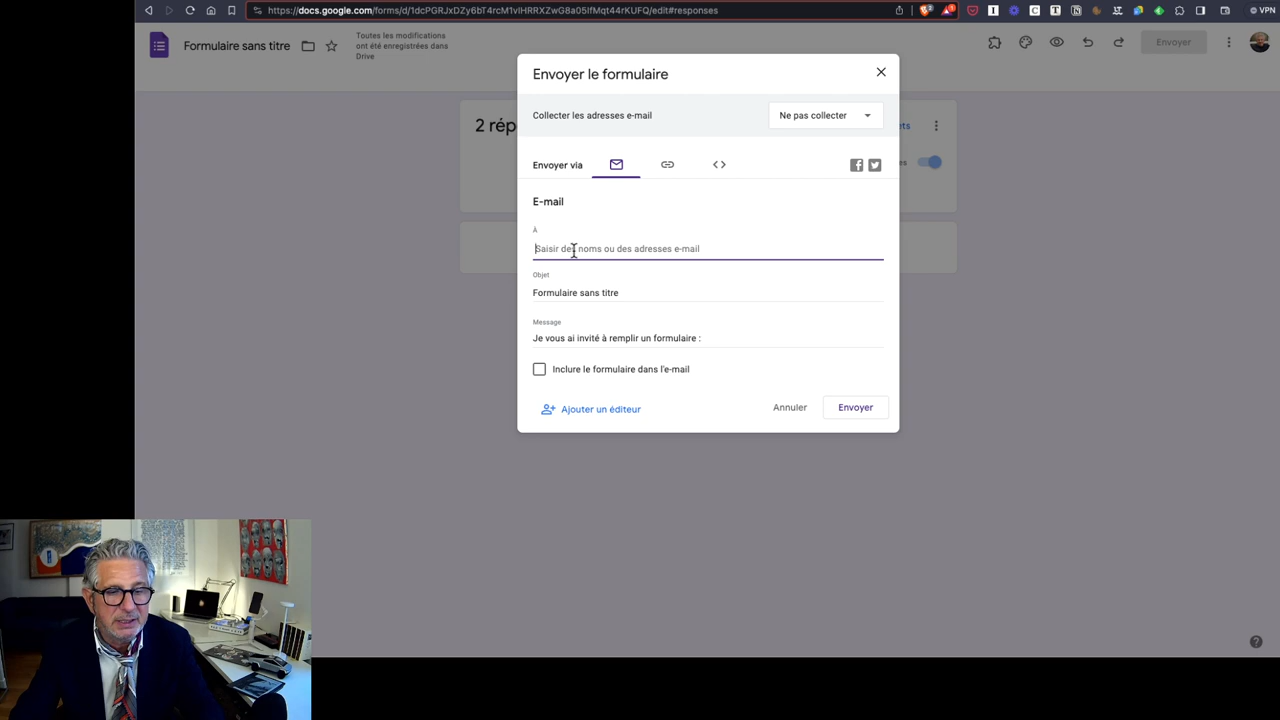 https://docs.google.com/forms/d/1dcPGRJxDZy6bT4rcM1vIHRRXZwG8a05IfMqt44rKUFQ/edit#responses
VPN
Formulaire sans titre
Toutes les modifications
ont été enregistrées dans
Drive
Envoyer
Envoyer le formulaire
Collecter les adresses e-mail
Ne pas collecter
2 rép
ets
es
Envoyer via
E-mail
À
Saisir des noms ou des adresses e-mail
Objet
Formulaire sans titre
Message
Je vous ai invité à remplir un formulaire :
Inclure le formulaire dans l'e-mail
Ajouter un éditeur
Annuler
Envoyer